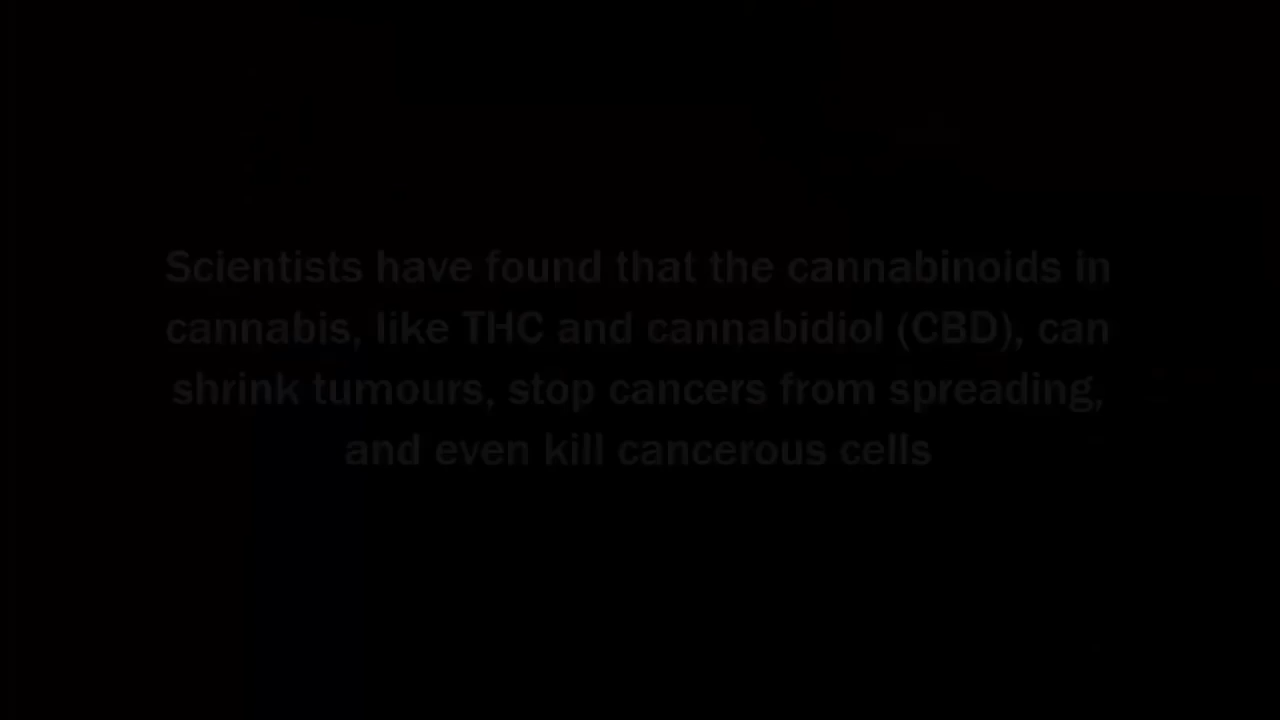 Scientists have found that the cannabinoids in
cannabis, like THC and cannabidiol (CBD), can
shrink tumours, stop cancers from spreading,
and even kill cancerous cells